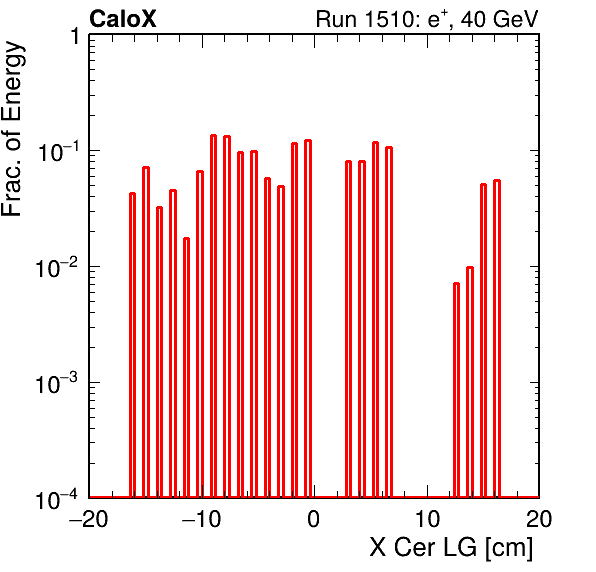 CaloX Run 1510: e⁺, 40 GeV
Frac. of Energy
1
10⁻¹
10⁻²
10⁻³
10⁻⁴
−20 −10 0 10 20
X Cer LG [cm]